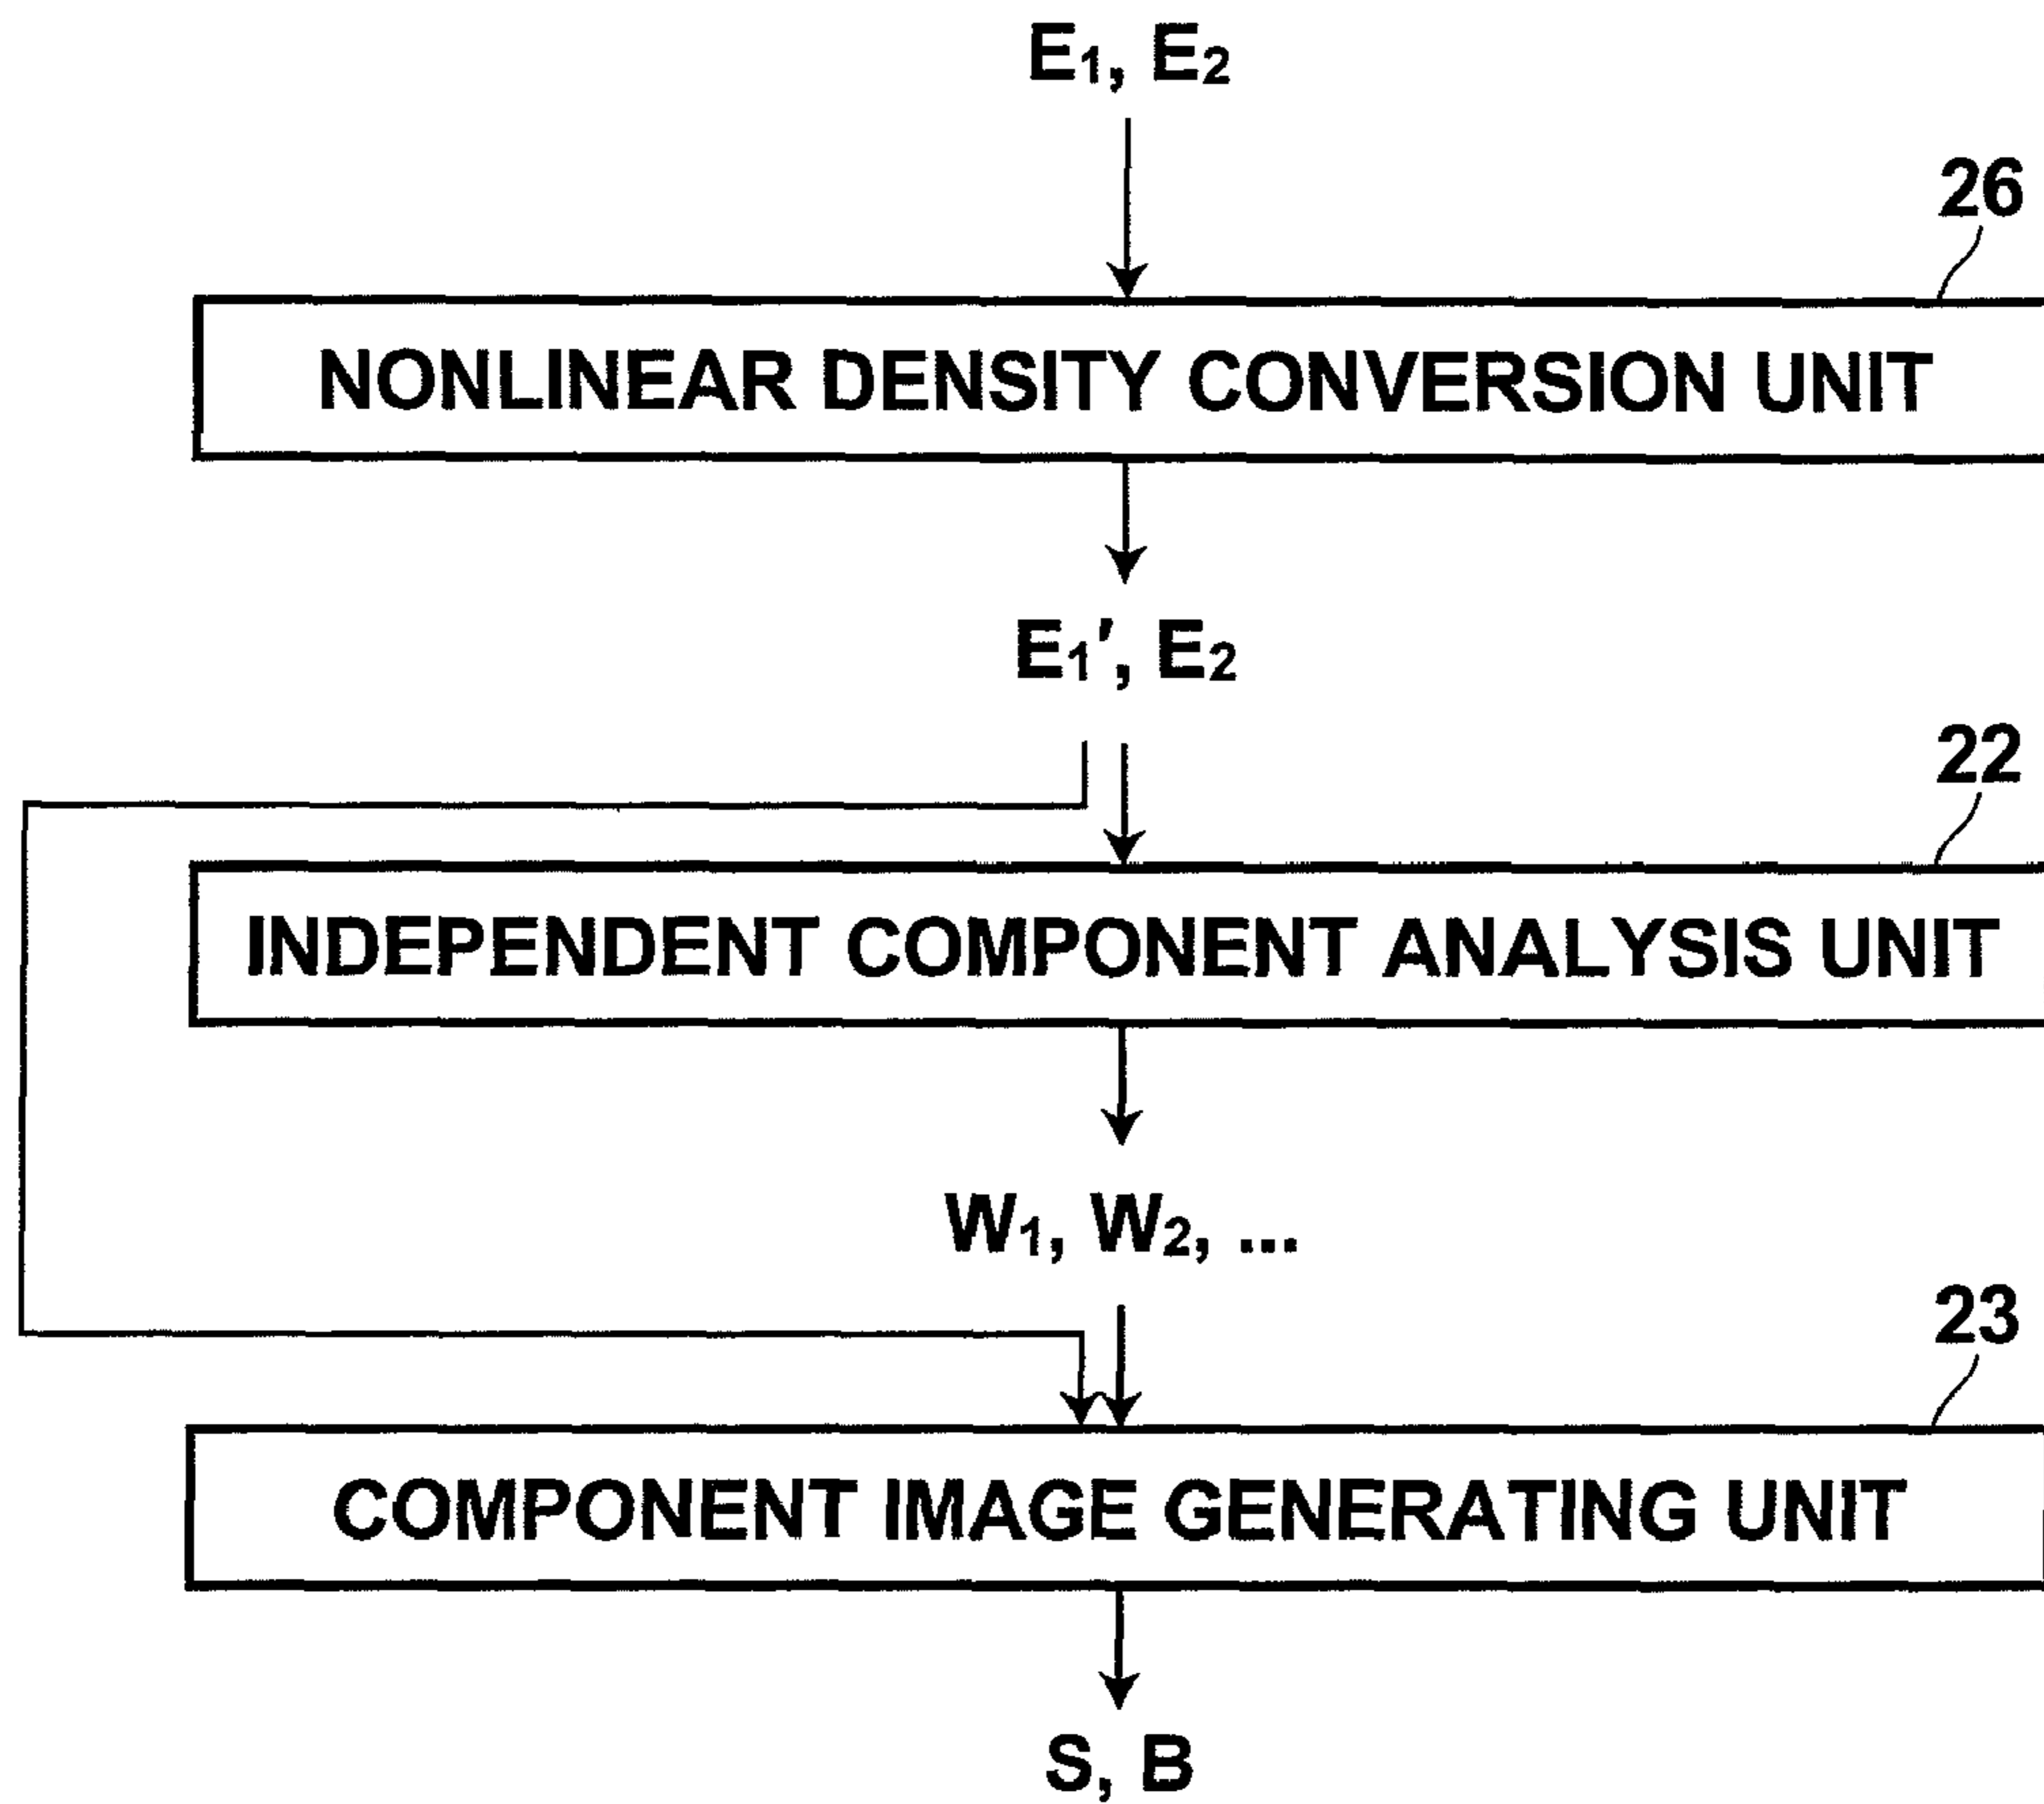 E₁, E₂
26
NONLINEAR DENSITY CONVERSION UNIT
E₁′, E₂
22
INDEPENDENT COMPONENT ANALYSIS UNIT
W₁, W₂, ...
23
COMPONENT IMAGE GENERATING UNIT
S, B